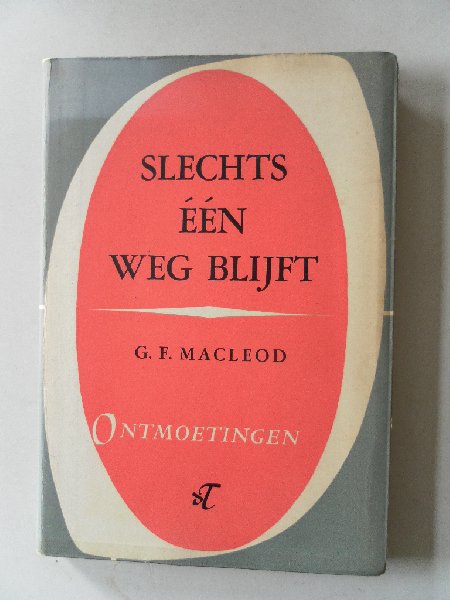 SLECHTS
ÉÉN
WEG BLIJFT
G. F. MACLEOD
ONTMOETINGEN